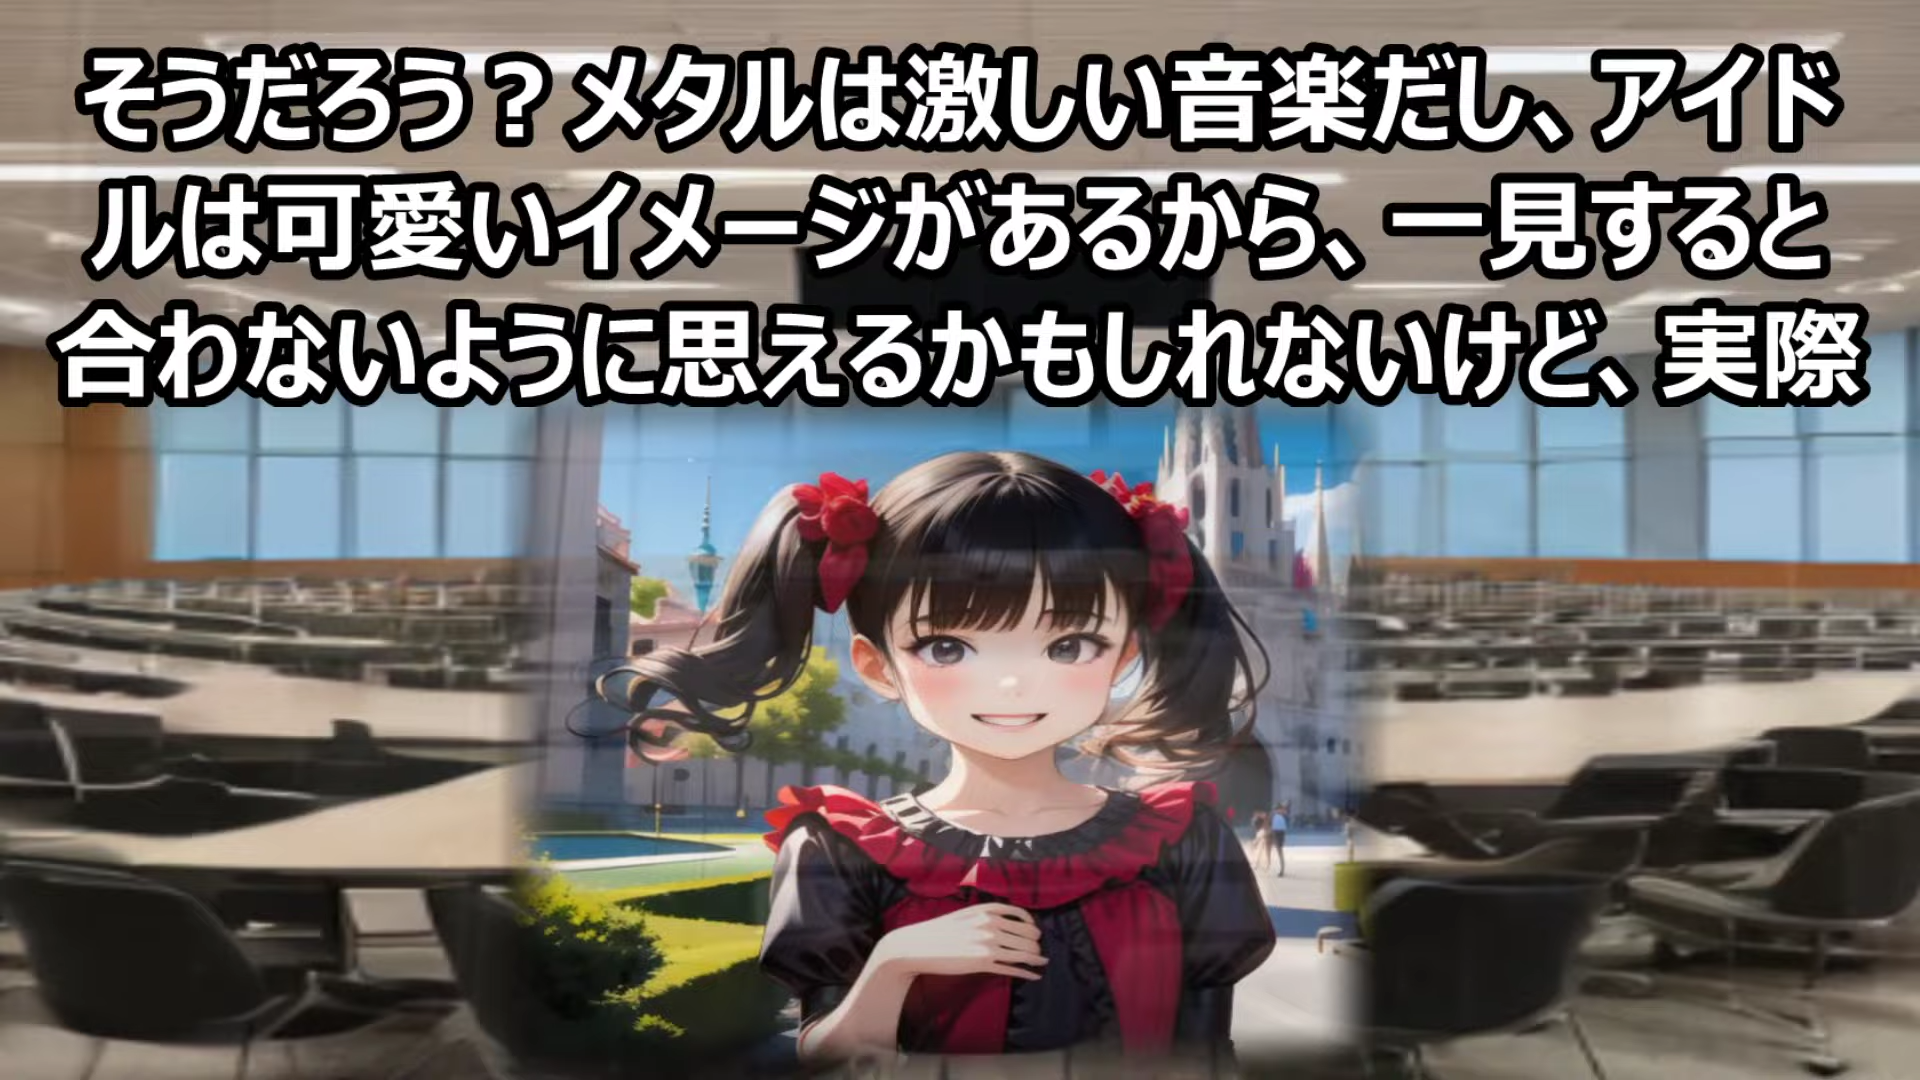 そうだろう？メタルは激しい音楽だし、アイド
ルは可愛いイメージがあるから、一見すると
合わないように思えるかもしれないけど、実際